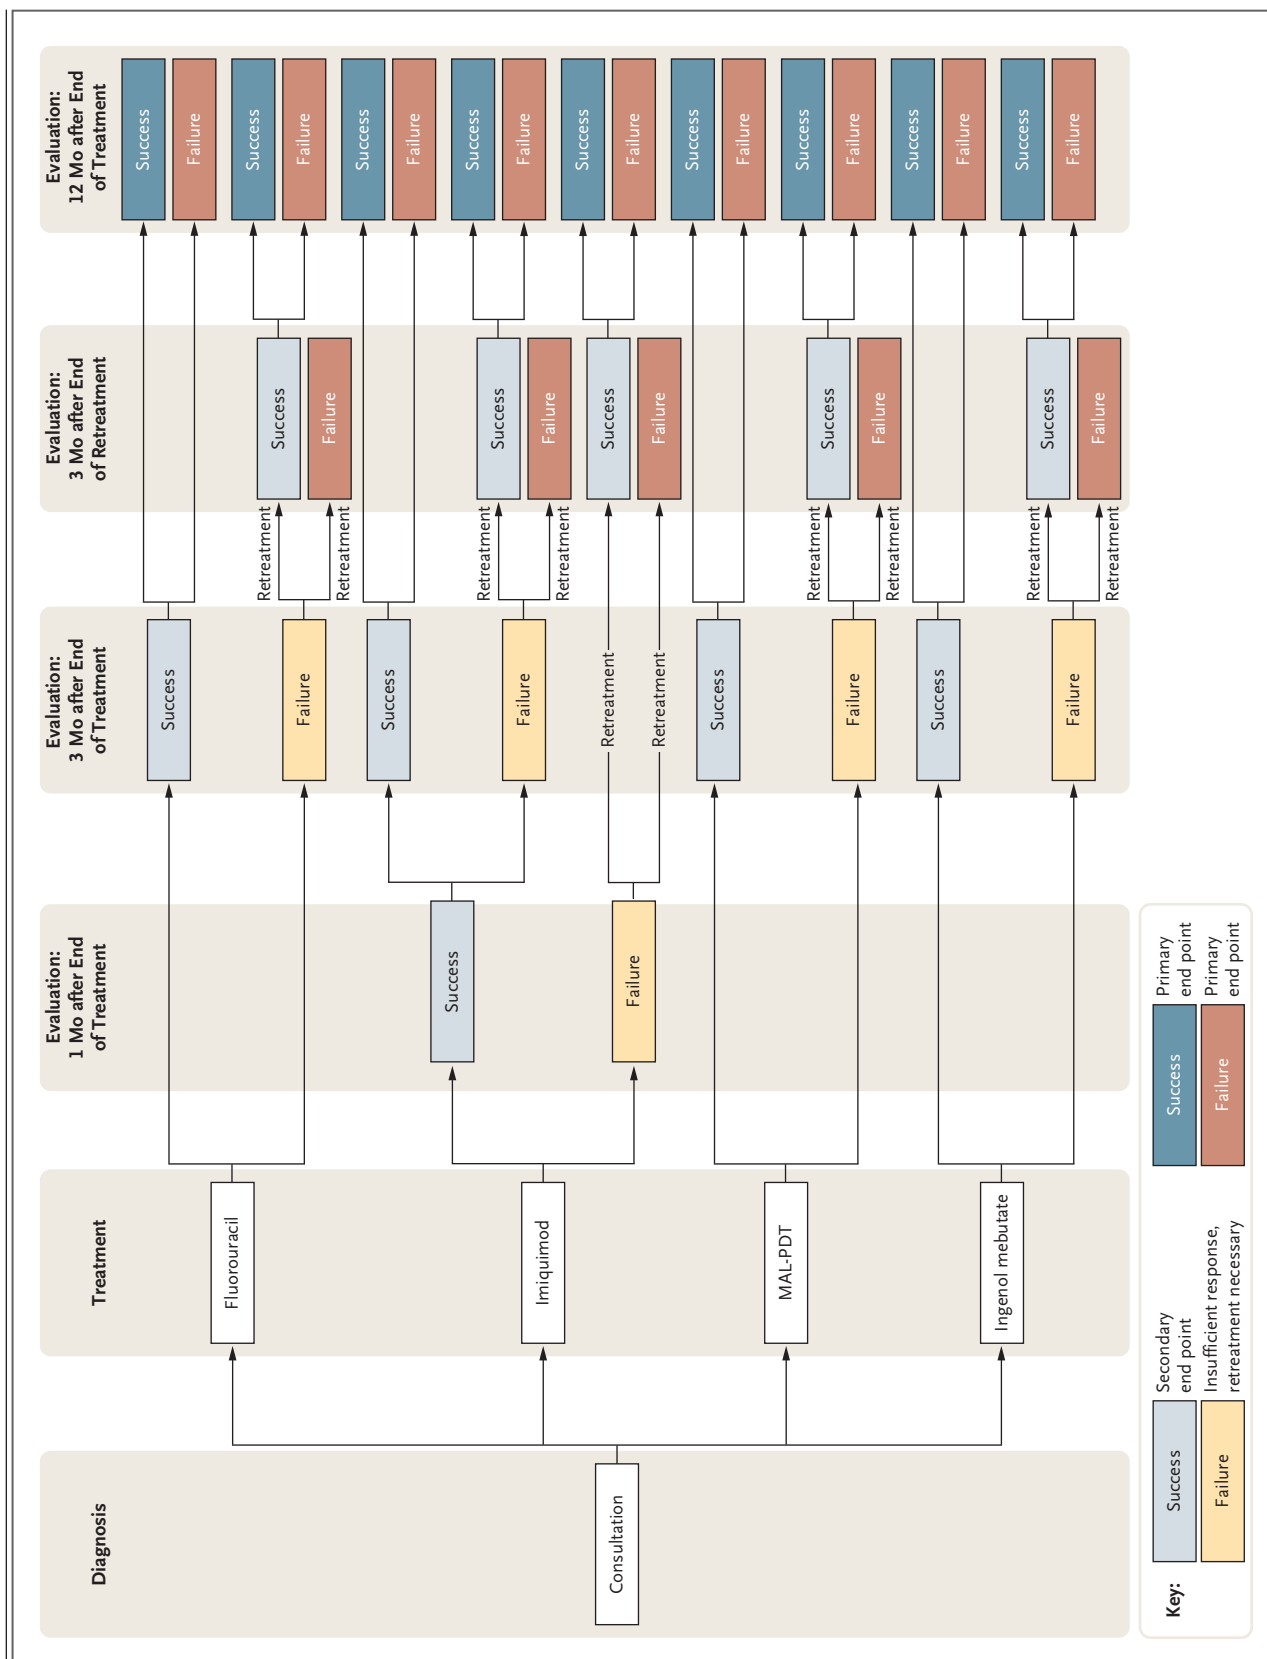 Diagnosis
Consultation
Treatment
Fluorouracil
Imiquimod
MAL-PDT
Ingenol mebutate
Evaluation:
1 Mo after End
of Treatment
Success
Failure
Evaluation:
3 Mo after End
of Treatment
Success
Failure
Success
Failure
Retreatment
Retreatment
Success
Failure
Success
Failure
Retreatment
Retreatment
Retreatment
Retreatment
Retreatment
Retreatment
Retreatment
Retreatment
Evaluation:
3 Mo after End
of Retreatment
Success
Failure
Success
Failure
Success
Failure
Success
Failure
Success
Failure
Evaluation:
12 Mo after End
of Treatment
Success
Failure
Success
Failure
Success
Failure
Success
Failure
Success
Failure
Success
Failure
Success
Failure
Success
Failure
Success
Failure
Key:
Success
Secondary
end point
Success
Primary
end point
Failure
Insufficient response,
retreatment necessary
Failure
Primary
end point